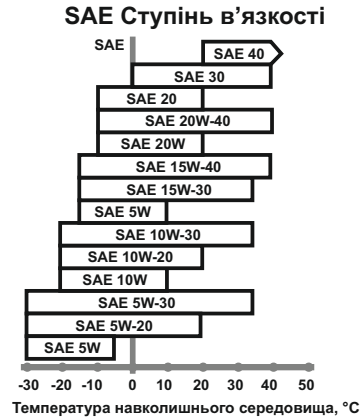 SAE Ступінь в’язкості
SAE
SAE 40
SAE 30
SAE 20
SAE 20W-40
SAE 20W
SAE 15W-40
SAE 15W-30
SAE 5W
SAE 10W-30
SAE 10W-20
SAE 10W
SAE 5W-30
SAE 5W-20
SAE 5W
-30 -20 -10 0 10 20 30 40 50
Температура навколишнього середовища, °С